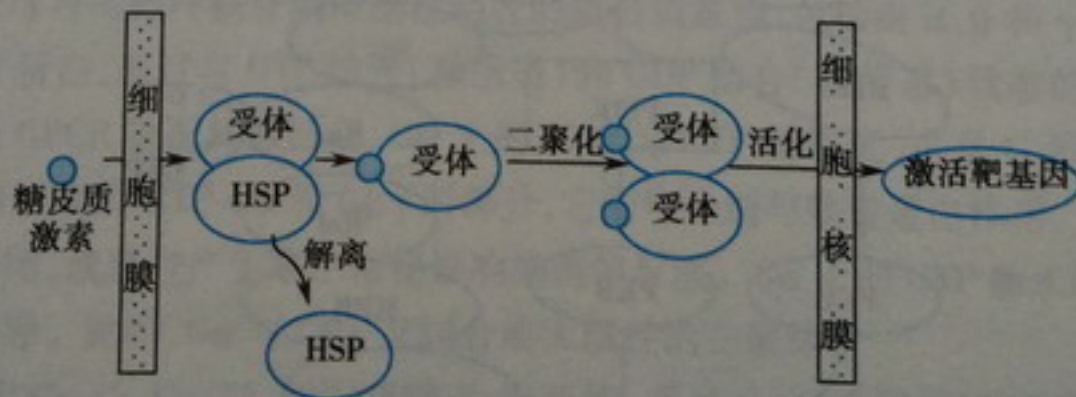 糖皮质
激素
细胞膜
受体
HSP
解离
HSP
受体
二聚化
受体
受体
活化
细胞核膜
激活靶基因